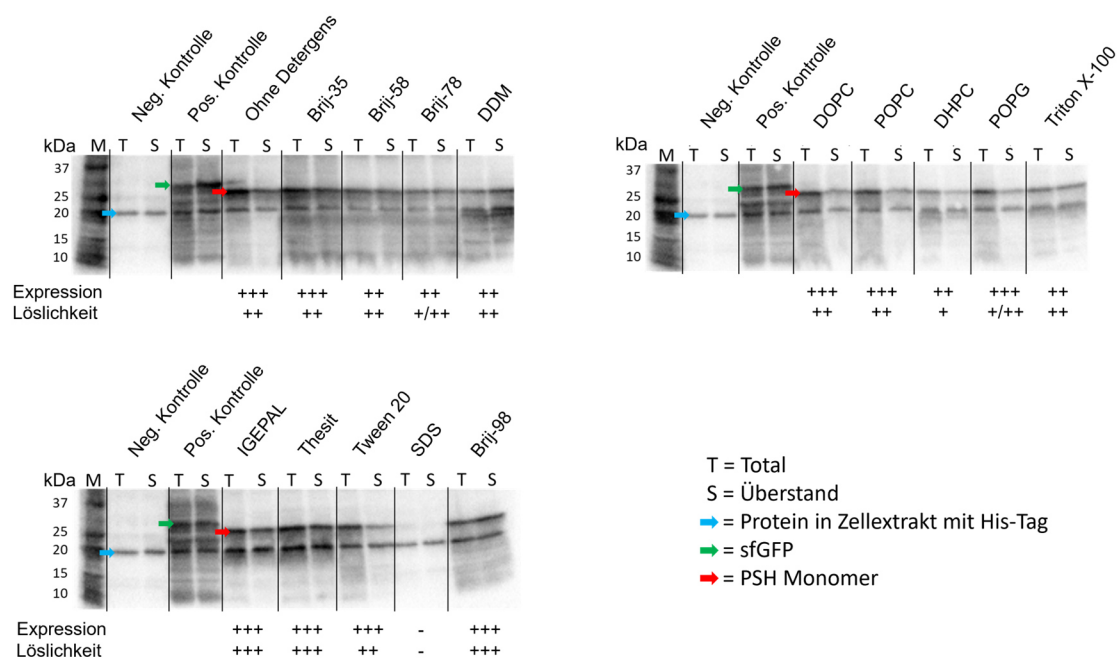 Neg. Kontrolle
Pos. Kontrolle
Ohne Detergens
Brij-35
Brij-58
Brij-78
DDM
kDa M T S T S T S T S T S T S T S
37
25
20
15
10
Expression +++ +++ ++ ++ ++
Löslichkeit ++ ++ ++ +/++ ++
Neg. Kontrolle
Pos. Kontrolle
DOPC
POPC
DHPC
POPG
Triton X-100
kDa M T S T S T S T S T S T S T S
37
25
20
15
10
+++ +++ ++ +++ ++
++ ++ + +/++ ++
Neg. Kontrolle
Pos. Kontrolle
IGEPAL
Thesit
Tween 20
SDS
Brij-98
kDa M T S T S T S T S T S T S T S
37
25
20
15
10
Expression +++ +++ +++ - +++
Löslichkeit +++ +++ ++ - +++
T = Total
S = Überstand
= Protein in Zellextrakt mit His-Tag
= sfGFP
= PSH Monomer